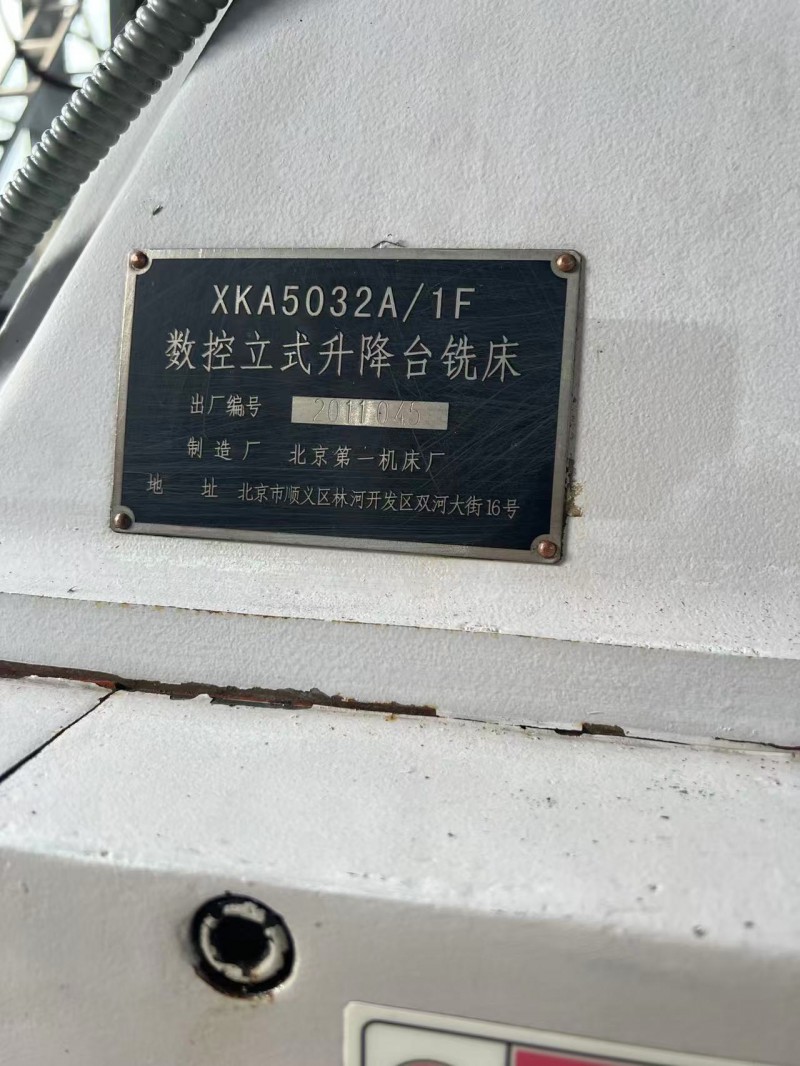 XKA5032A/1F
数控立式升降台铣床
出厂编号 2011045
制造厂 北京第一机床厂
地址 北京市顺义区林河开发区双河大街16号